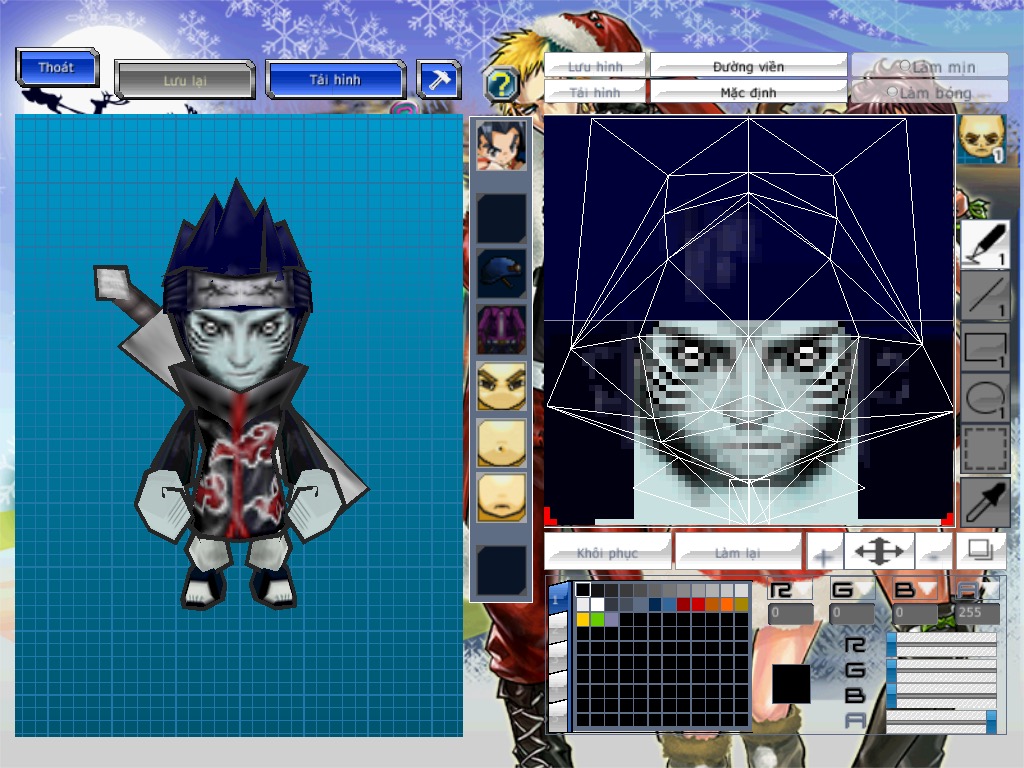 Thoát
Lưu lại
Tải hình
Lưu hình
Đường viền
Làm mịn
Tải hình
Mặc định
Làm bóng
1
1
1
1
1
Khôi phục
Làm lại
+
-
1
R G B A
0 0 0 255
R
G
B
A